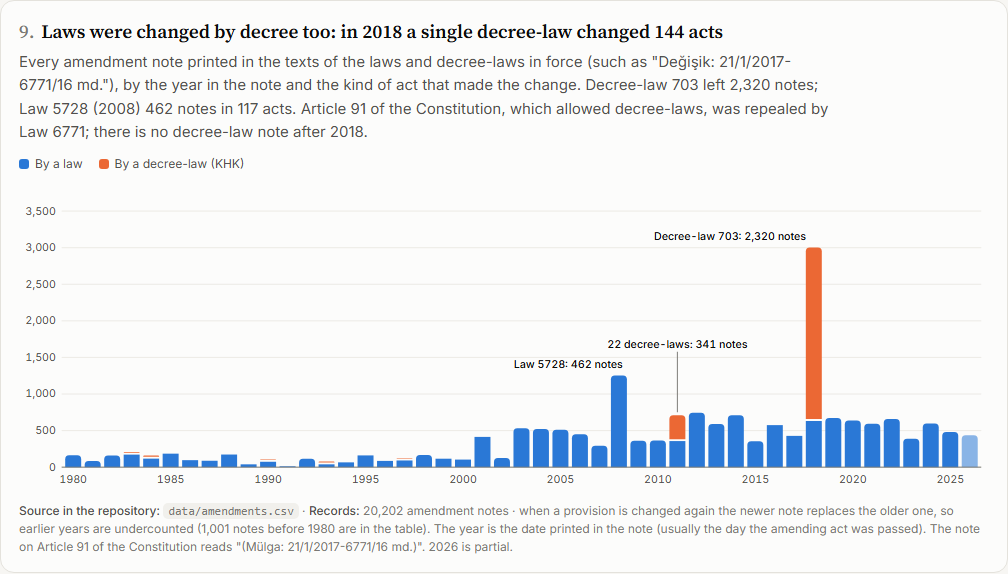 9. Laws were changed by decree too: in 2018 a single decree-law changed 144 acts
Every amendment note printed in the texts of the laws and decree-laws in force (such as "Değişik: 21/1/2017-
6771/16 md."), by the year in the note and the kind of act that made the change. Decree-law 703 left 2,320 notes;
Law 5728 (2008) 462 notes in 117 acts. Article 91 of the Constitution, which allowed decree-laws, was repealed by
Law 6771; there is no decree-law note after 2018.
By a law By a decree-law (KHK)
3,500
Decree-law 703: 2,320 notes
3,000
2,500
2,000
22 decree-laws: 341 notes
1,500
Law 5728: 462 notes
1,000
500
0
1980 1985 1990 1995 2000 2005 2010 2015 2020 2025
Source in the repository: data/amendments.csv · Records: 20,202 amendment notes · when a provision is changed again the newer note replaces the older one, so
earlier years are undercounted (1,001 notes before 1980 are in the table). The year is the date printed in the note (usually the day the amending act was passed). The note
on Article 91 of the Constitution reads "(Mülga: 21/1/2017-6771/16 md.)". 2026 is partial.